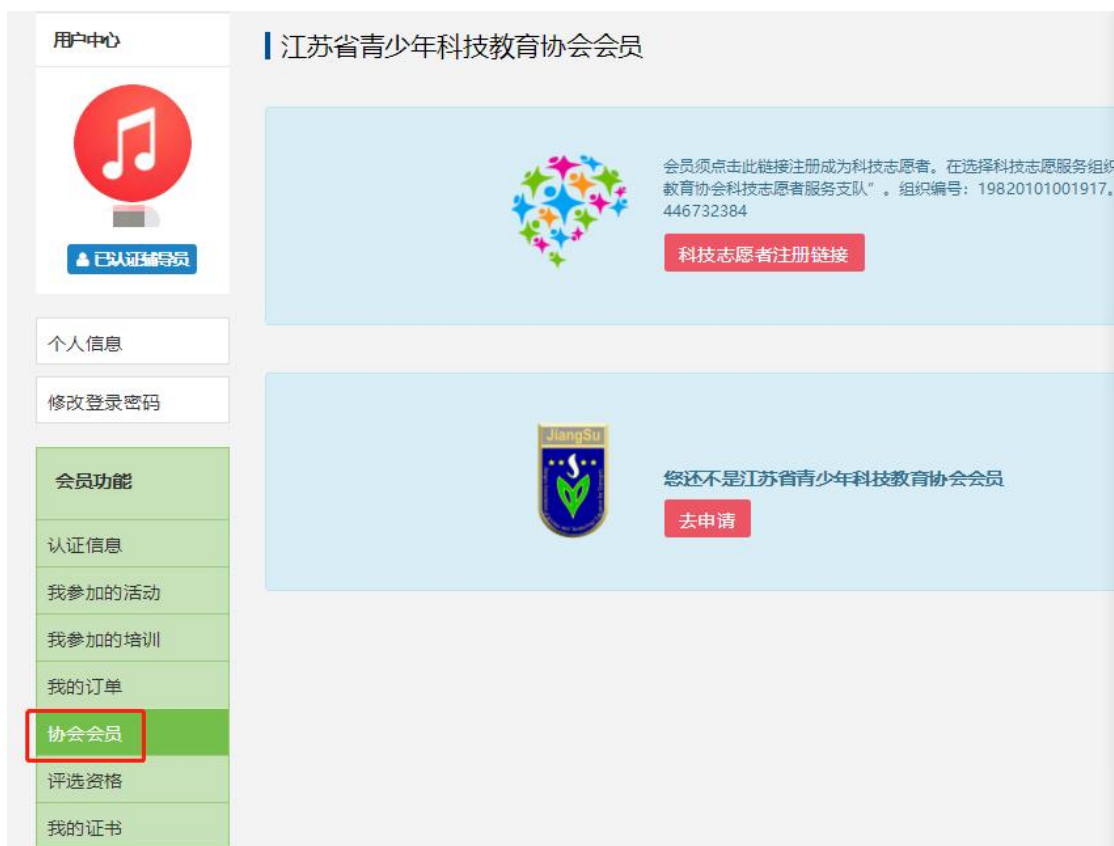 用户中心
已认证辅导员
个人信息
修改登录密码
会员功能
认证信息
我参加的活动
我参加的培训
我的订单
协会会员
评选资格
我的证书
江苏省青少年科技教育协会会员
会员须点击此链接注册成为科技志愿者。在选择科技志愿服务组织
教育协会科技志愿者服务支队”。组织编号：19820101001917。
446732384
科技志愿者注册链接
JiangSu
您还不是江苏省青少年科技教育协会会员
去申请